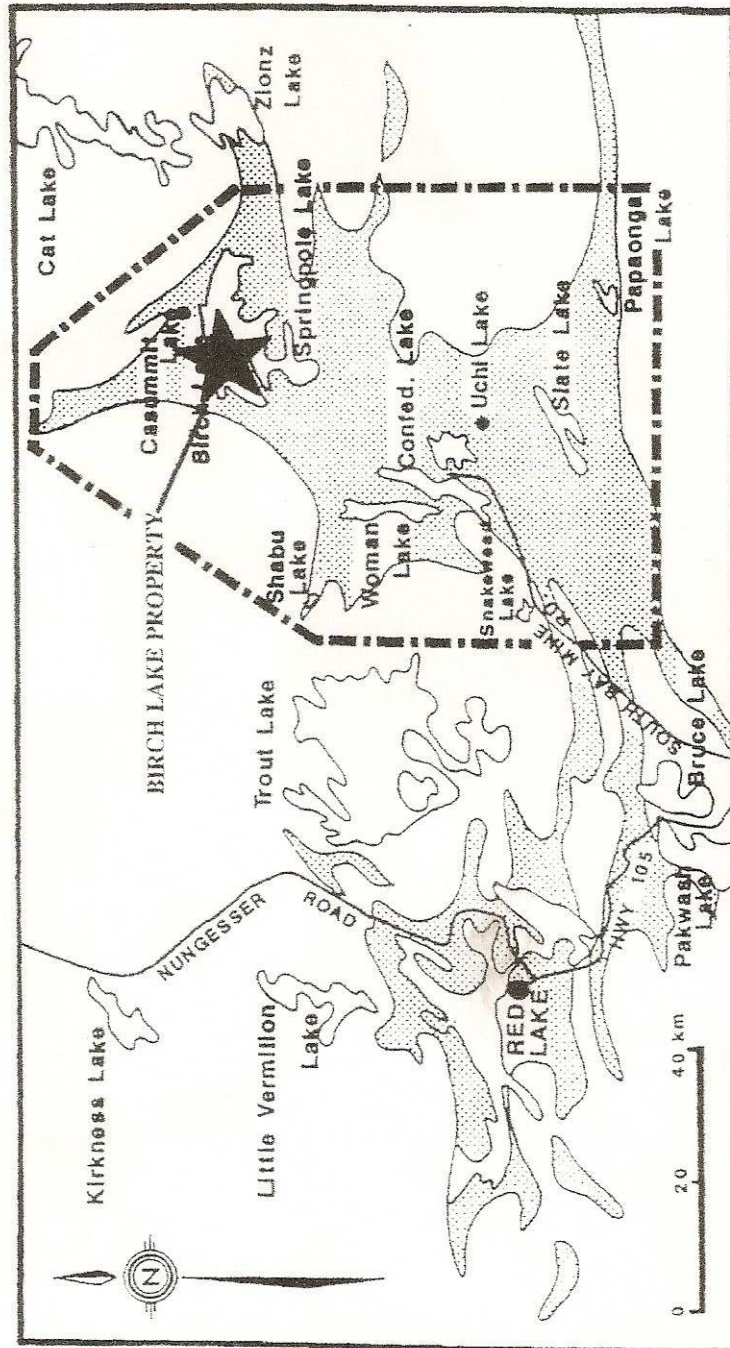 Kirkness Lake
NUNGESSER
ROAD
Little Vermilion
Lake
Trout Lake
BIRCH LAKE PROPERTY
Cat Lake
Casummit
Lake
Birch
Zionz
Lake
Springpole Lake
Shabu
Lake
Woman
Lake
Confed. Lake
Uchi Lake
Snakeweed
Lake
Slate Lake
Papaonga
Lake
SOUTH BAY MINE RD
Bruce Lake
HWY 105
Pakwash
Lake
RED
LAKE
N
0 20 40 km